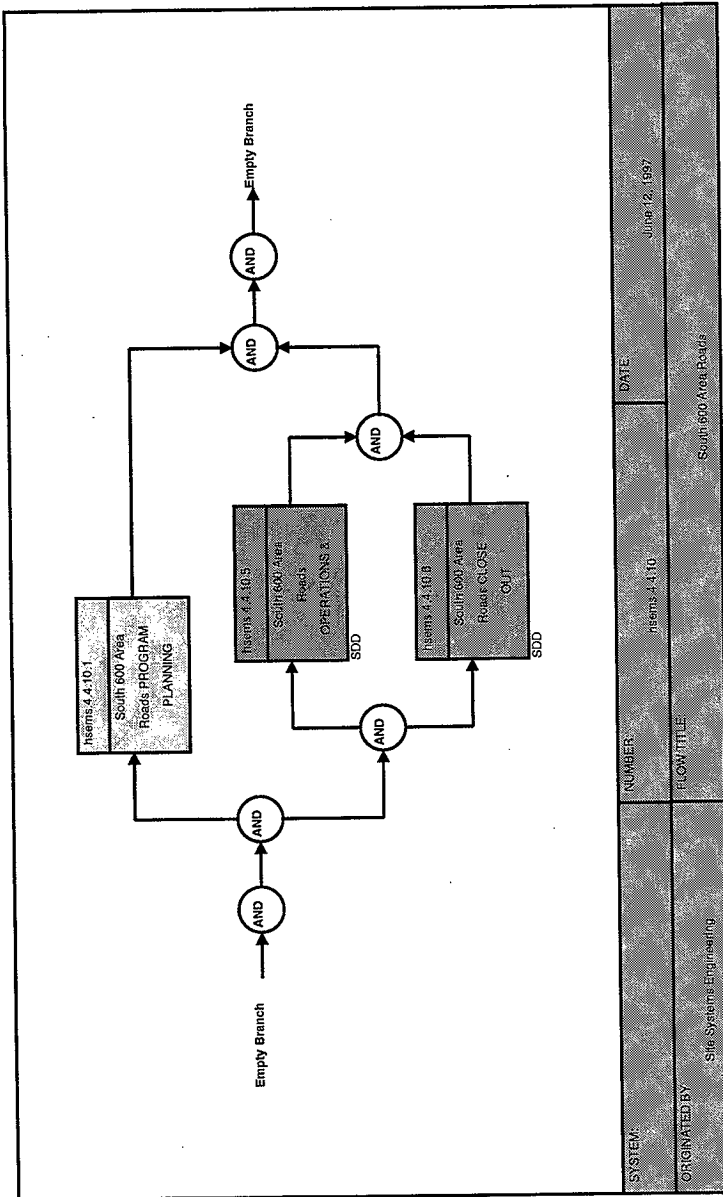 Empty Branch
AND
AND
hsems.4.4.10.1
South 600 Area
Roads PROGRAM
PLANNING
AND
hsems.4.4.10.5
South 600 Area
Roads
OPERATIONS &
SDD
hsems.4.4.10.8
South 600 Area
Roads CLOSE
OUT
SDD
AND
AND
AND
Empty Branch
SYSTEM:
NUMBER:
hsems.4.4.10
DATE:
June 12, 1997
ORIGINATED BY:
Site Systems Engineering
FLOW TITLE:
South 600 Area Roads